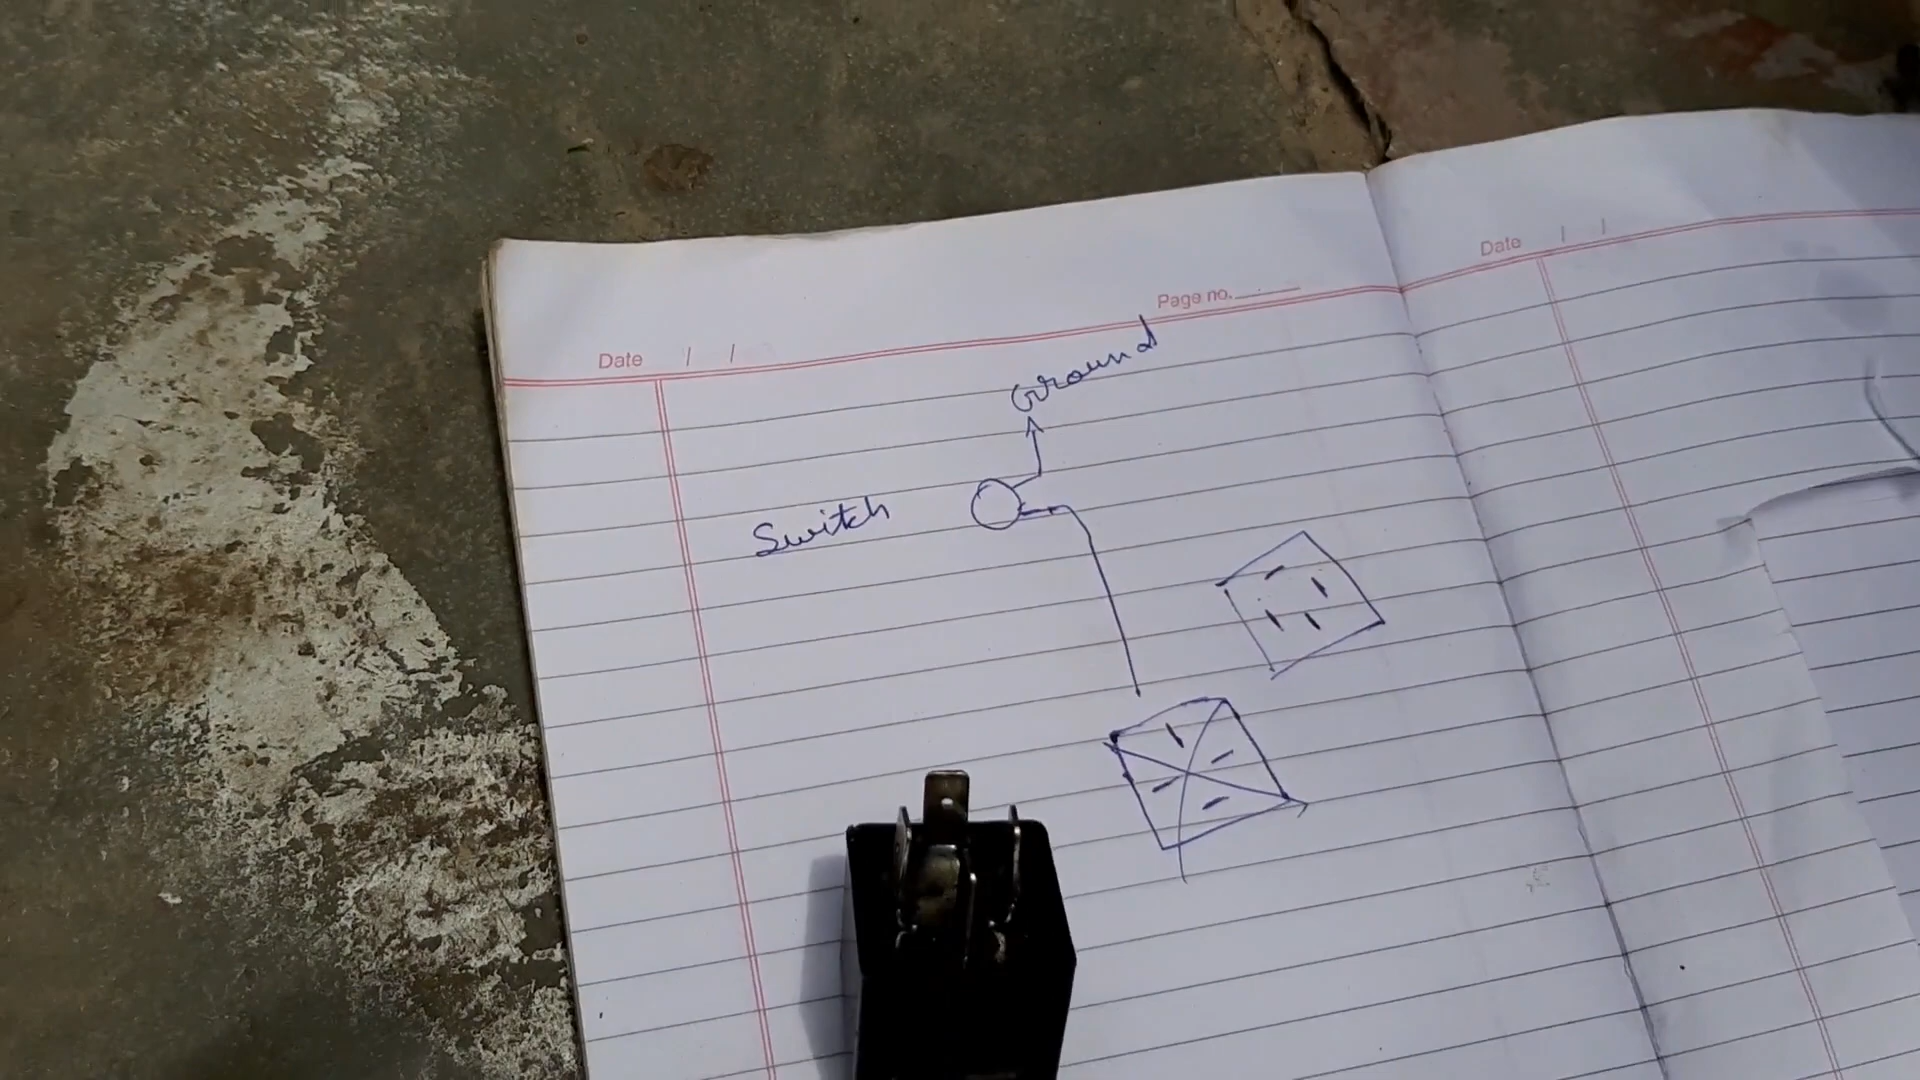 Page no.
Date / /
Date / /
Ground
Switch